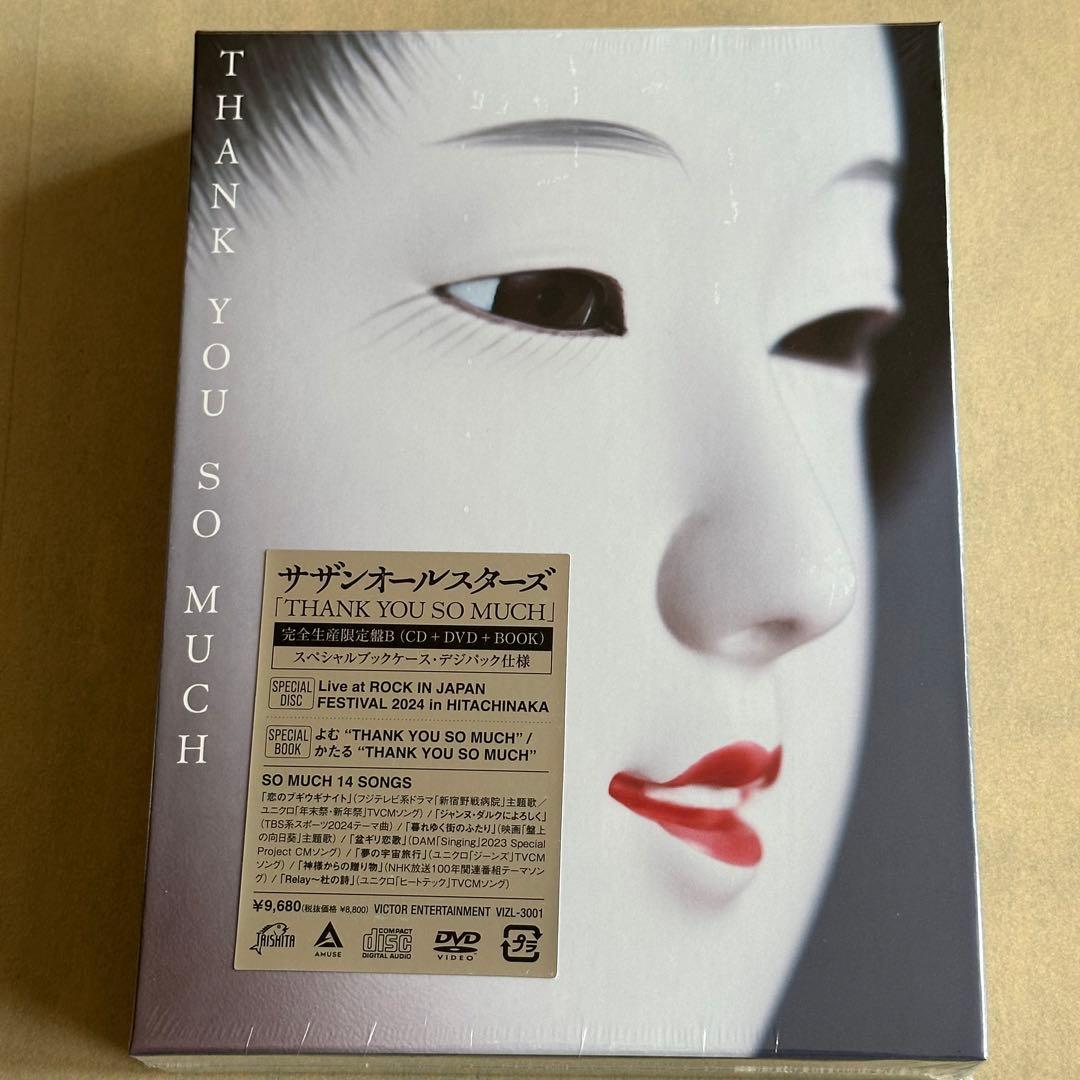 THANK YOU SO MUCH
サザンオールスターズ
「THANK YOU SO MUCH」
完全生産限定盤B（CD + DVD + BOOK）
スペシャルブックケース・デジパック仕様
SPECIAL DISC
Live at ROCK IN JAPAN
FESTIVAL 2024 in HITACHINAKA
SPECIAL BOOK
よむ “THANK YOU SO MUCH” /
かたる “THANK YOU SO MUCH”
SO MUCH 14 SONGS
「恋のブギウギナイト」（フジテレビ系ドラマ「新宿野戦病院」主題歌／
ユニクロ「年末祭・新年祭」TVCMソング） / 「ジャンヌ・ダルクによろしく」
（TBS系スポーツ2024テーマ曲） / 「暮れゆく街のふたり」（映画「盤上
の向日葵」主題歌） / 「盆ギリ恋歌」（DAM「Singing」2023 Special
Project CMソング） / 「夢の宇宙旅行」（ユニクロ「ジーンズ」TVCM
ソング） / 「神様からの贈り物」（NHK放送100年関連番組テーマソン
グ） / 「Relay〜杜の詩」（ユニクロ「ヒートテック」TVCMソング）
¥9,680（税抜価格 ¥8,800） VICTOR ENTERTAINMENT VIZL-3001
TAISHITA
AMUSE
COMPACT disc DIGITAL AUDIO
DVD VIDEO
プラ